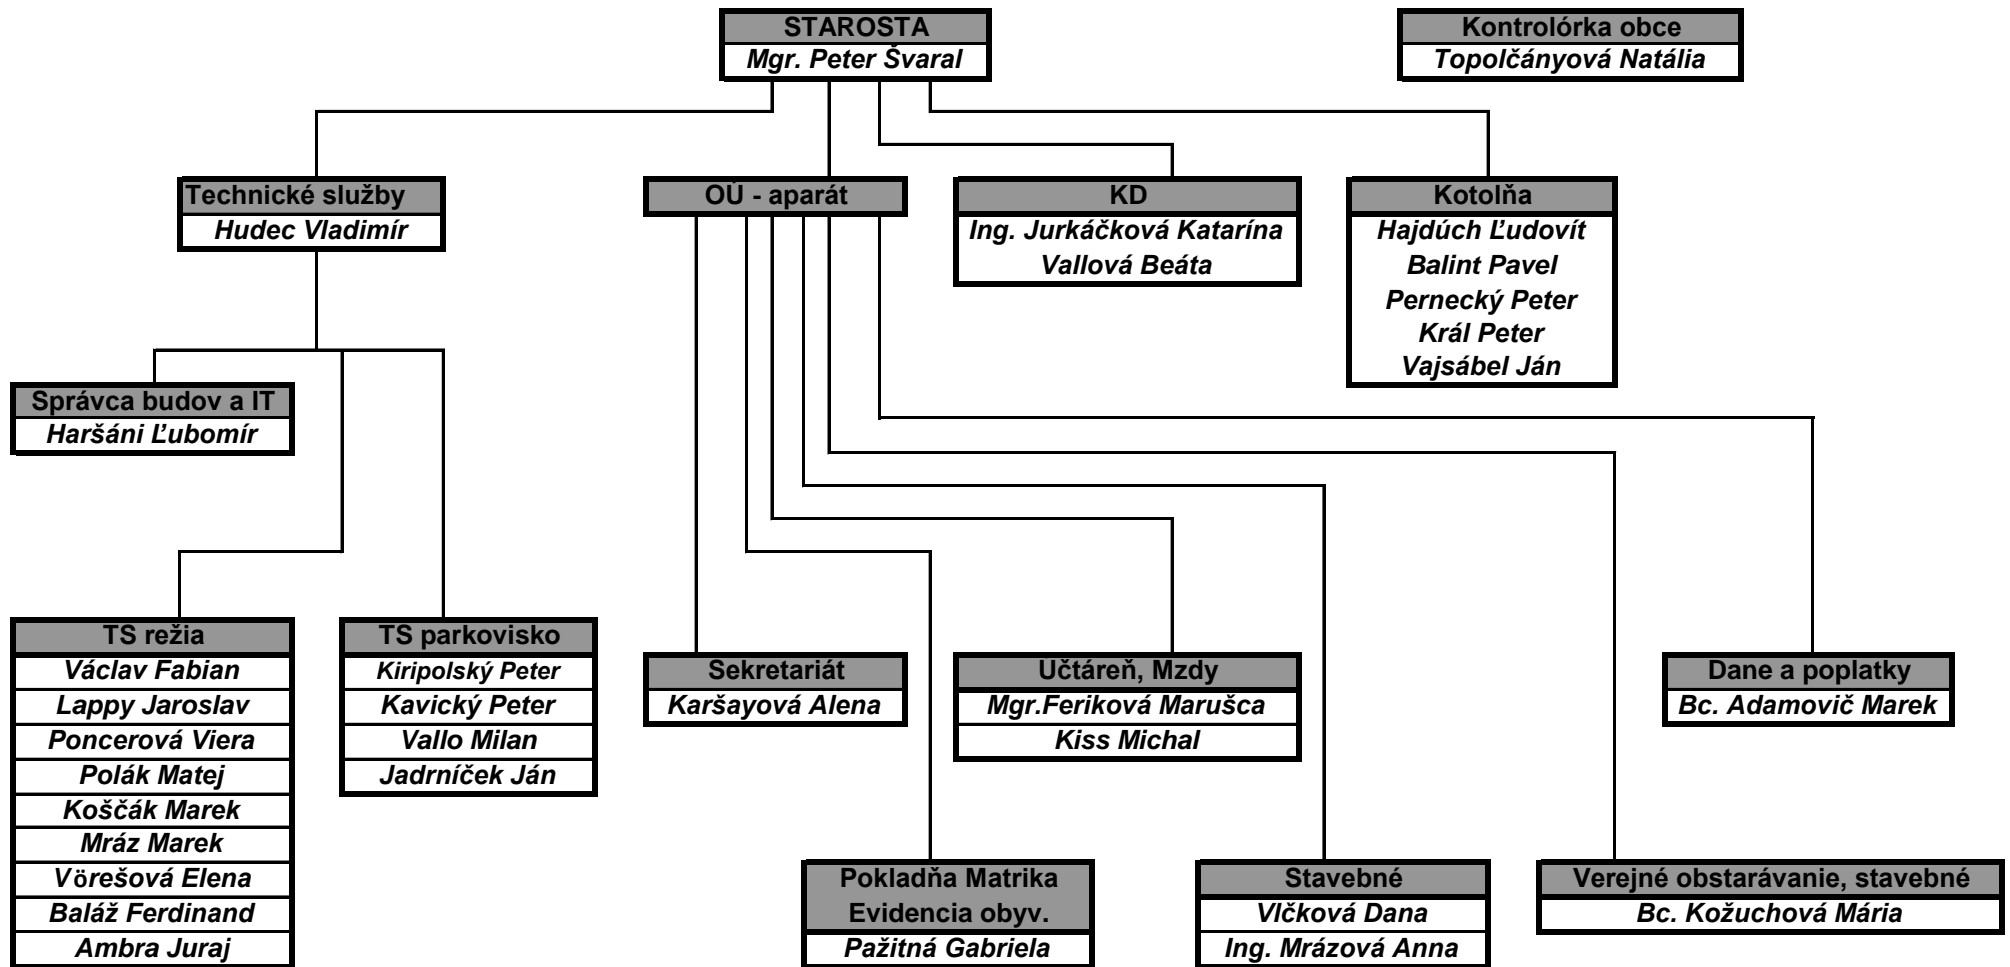 STAROSTA
Mgr. Peter Švaral
Kontrolórka obce
Topolčányová Natália
Technické služby
Hudec Vladimír
OÚ - aparát
KD
Ing. Jurkáčková Katarína
Vallová Beáta
Kotolňa
Hajdúch Ľudovít
Balint Pavel
Pernecký Peter
Král Peter
Vajsábel Ján
Správca budov a IT
Haršáni Ľubomír
TS režia
Václav Fabian
Lappy Jaroslav
Poncerová Viera
Polák Matej
Koščák Marek
Mráz Marek
Vörešová Elena
Baláž Ferdinand
Ambra Juraj
TS parkovisko
Kiripolský Peter
Kavický Peter
Vallo Milan
Jadrníček Ján
Sekretariát
Karšayová Alena
Učtáreň, Mzdy
Mgr.Feriková Marušca
Kiss Michal
Dane a poplatky
Bc. Adamovič Marek
Pokladňa Matrika
Evidencia obyv.
Pažitná Gabriela
Stavebné
Vlčková Dana
Ing. Mrázová Anna
Verejné obstarávanie, stavebné
Bc. Kožuchová Mária